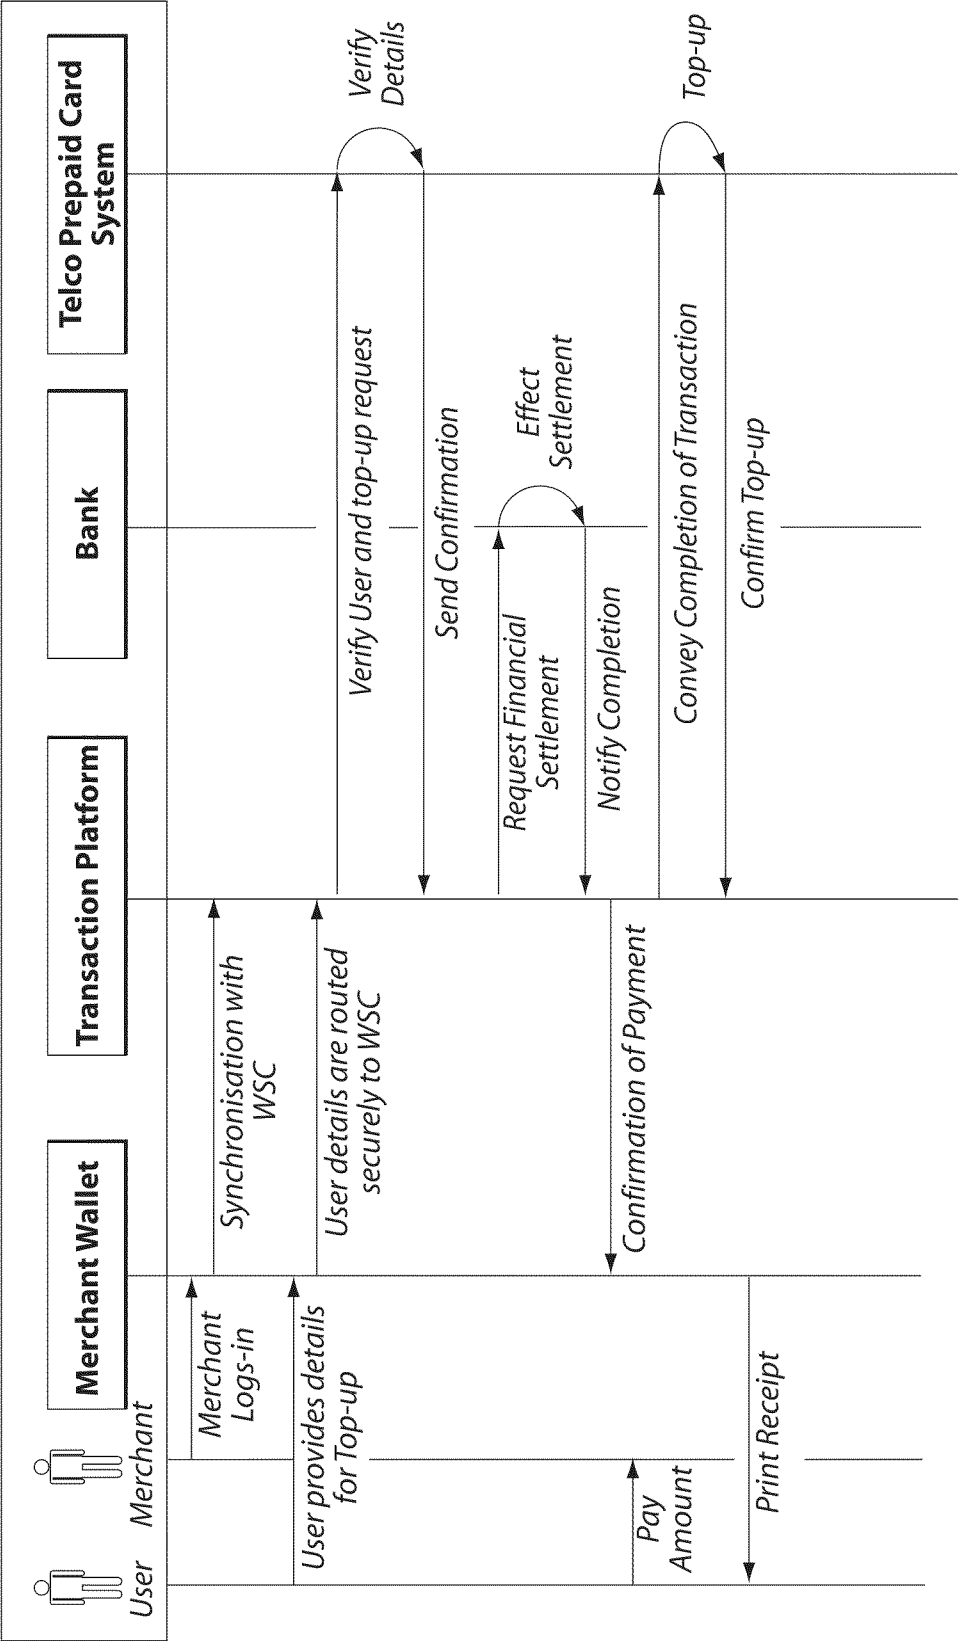 User
Merchant
Merchant Wallet
Transaction Platform
Bank
Telco Prepaid Card
System
Merchant
Logs-in
Synchronisation with
WSC
User provides details
for Top-up
User details are routed
securely to WSC
Verify User and top-up request
Verify
Details
Send Confirmation
Request Financial
Settlement
Effect
Settlement
Notify Completion
Confirmation of Payment
Pay
Amount
Convey Completion of Transaction
Top-up
Confirm Top-up
Print Receipt